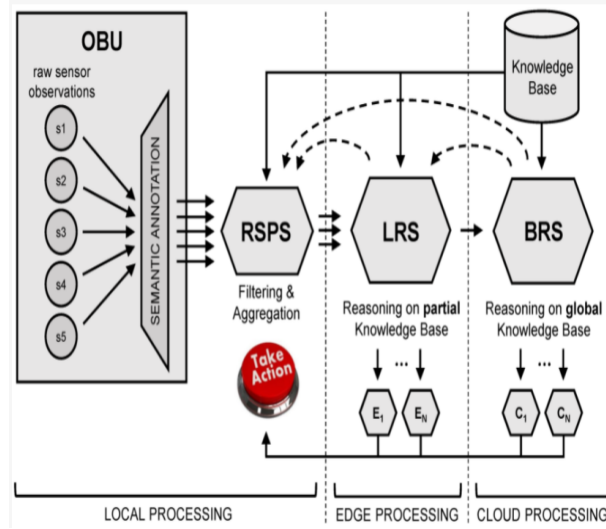 OBU
raw sensor
observations
s1
s2
s3
s4
s5
SEMANTIC ANNOTATION
RSPS
Filtering &
Aggregation
Take
Action
Knowledge
Base
LRS
Reasoning on partial
Knowledge Base
...
E1
EN
BRS
Reasoning on global
Knowledge Base
...
C1
CN
LOCAL PROCESSING
EDGE PROCESSING
CLOUD PROCESSING